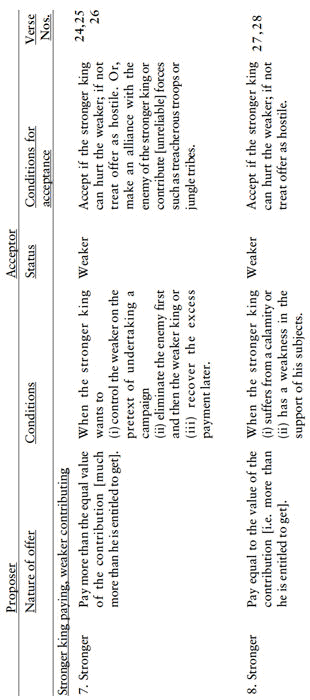 Proposer Acceptor
Nature of offer Conditions Status Conditions for acceptance Verse Nos.
Stronger king paying, weaker contributing
7. Stronger Pay more than the equal value When the stronger king Weaker Accept if the stronger king 24,25
of the contribution [much wants to can hurt the weaker; if not 26
more than he is entitled to get]. (i) control the weaker on the treat offer as hostile. Or,
pretext of undertaking a make an alliance with the
campaign enemy of the stronger king or
(ii) eliminate the enemy first contribute [unreliable] forces
and then the weaker king or such as treacherous troops or
(iii) recover the excess jungle tribes.
payment later.
8. Stronger Pay equal to the value of the When the stronger king Weaker Accept if the stronger king 27,28
contribution [i.e. more than (i) suffers from a calamity or can hurt the weaker; if not
he is entitled to get]. (ii) has a weakness in the treat offer as hostile.
support of his subjects.